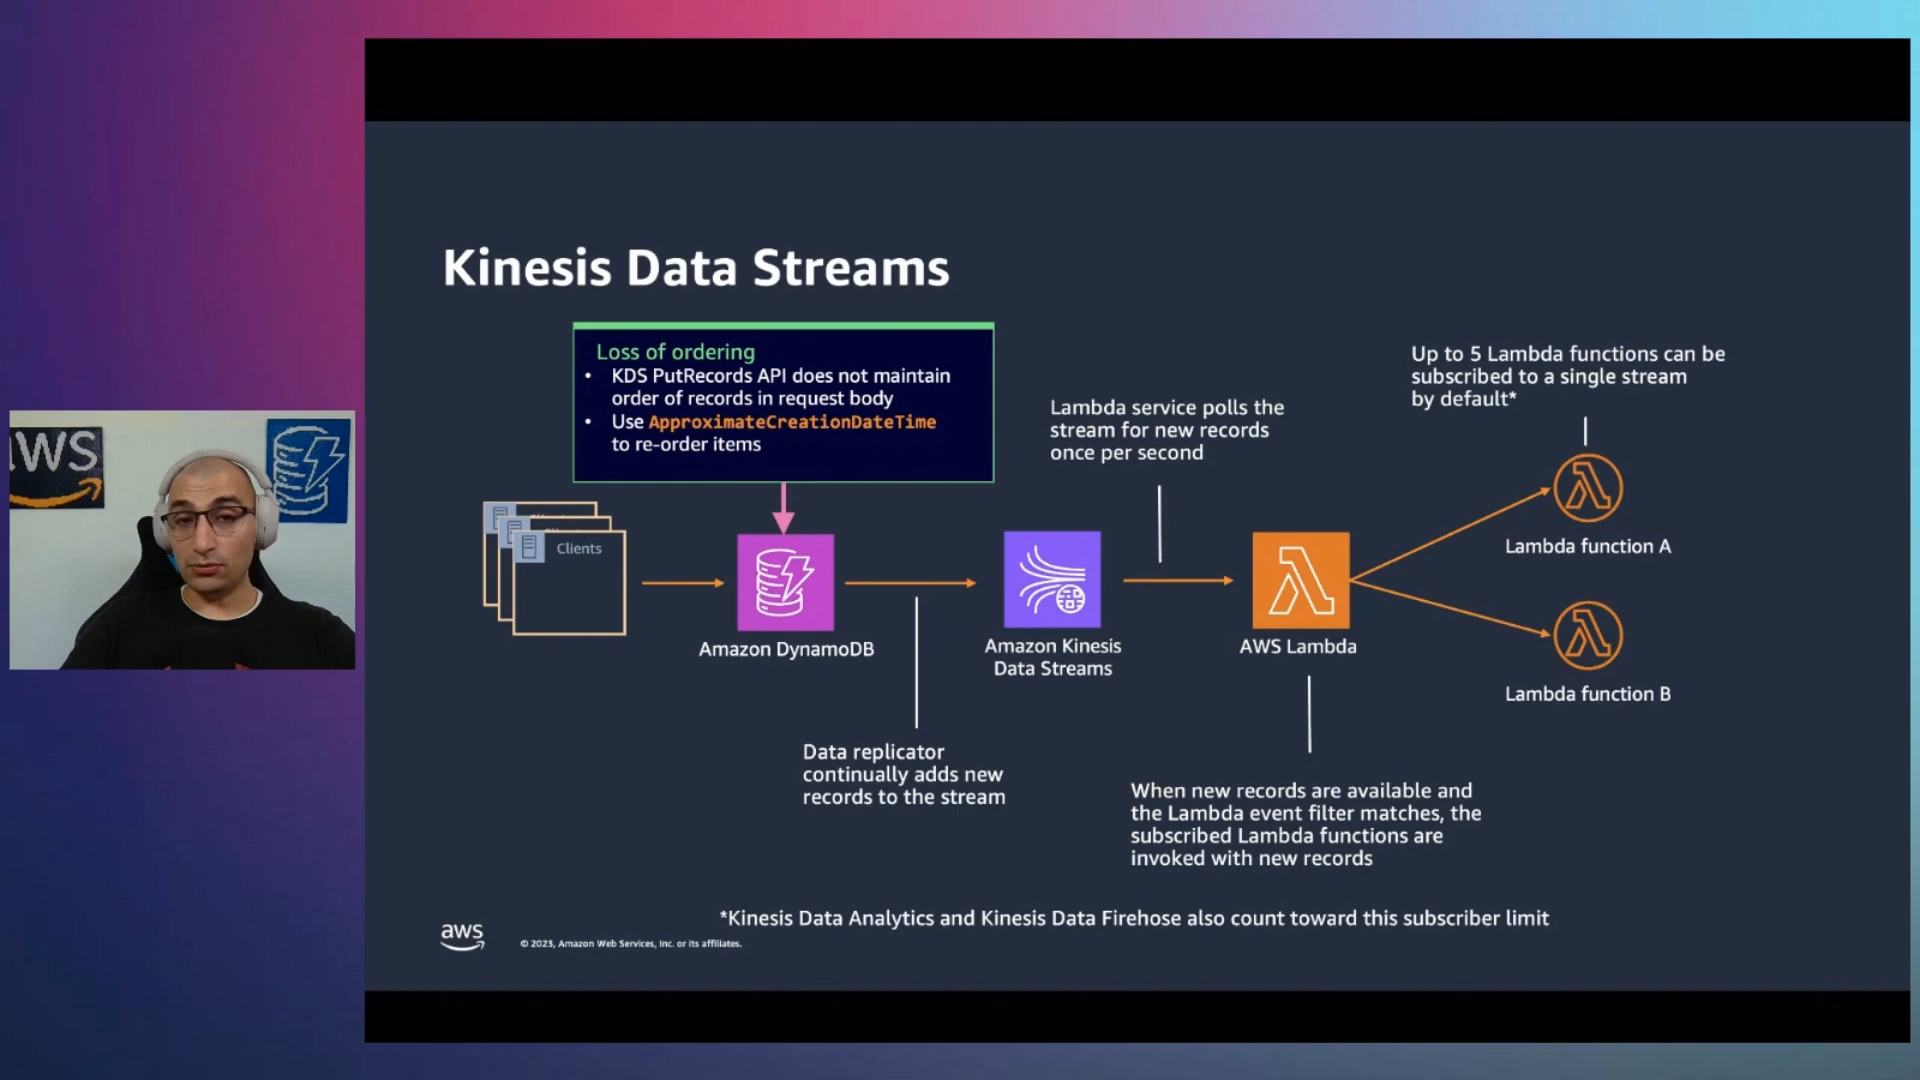 Kinesis Data Streams
Loss of ordering
• KDS PutRecords API does not maintain
order of records in request body
• Use ApproximateCreationDateTime
to re-order items
Up to 5 Lambda functions can be
subscribed to a single stream
by default*
Lambda service polls the
stream for new records
once per second
AWS
Clients
Amazon DynamoDB
Amazon Kinesis
Data Streams
AWS Lambda
Lambda function A
Lambda function B
Data replicator
continually adds new
records to the stream
When new records are available and
the Lambda event filter matches, the
subscribed Lambda functions are
invoked with new records
*Kinesis Data Analytics and Kinesis Data Firehose also count toward this subscriber limit
aws
© 2023, Amazon Web Services, Inc. or its affiliates.